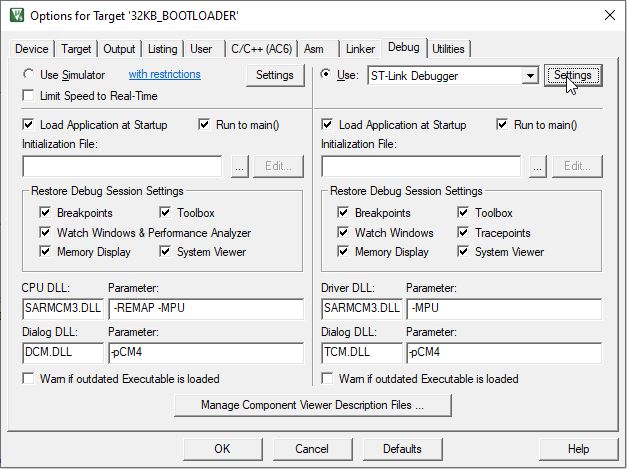 Options for Target '32KB_BOOTLOADER'
Device Target Output Listing User C/C++ (AC6) Asm Linker Debug Utilities
Use Simulator with restrictions Settings
Limit Speed to Real-Time
Use: ST-Link Debugger Settings
Load Application at Startup Run to main()
Initialization File:
... Edit...
Restore Debug Session Settings
Breakpoints Toolbox
Watch Windows & Performance Analyzer
Memory Display System Viewer
CPU DLL: Parameter:
SARMCM3.DLL -REMAP -MPU
Dialog DLL: Parameter:
DCM.DLL -pCM4
Warn if outdated Executable is loaded
Load Application at Startup Run to main()
Initialization File:
... Edit...
Restore Debug Session Settings
Breakpoints Toolbox
Watch Windows Tracepoints
Memory Display System Viewer
Driver DLL: Parameter:
SARMCM3.DLL -MPU
Dialog DLL: Parameter:
TCM.DLL -pCM4
Warn if outdated Executable is loaded
Manage Component Viewer Description Files ...
OK Cancel Defaults Help